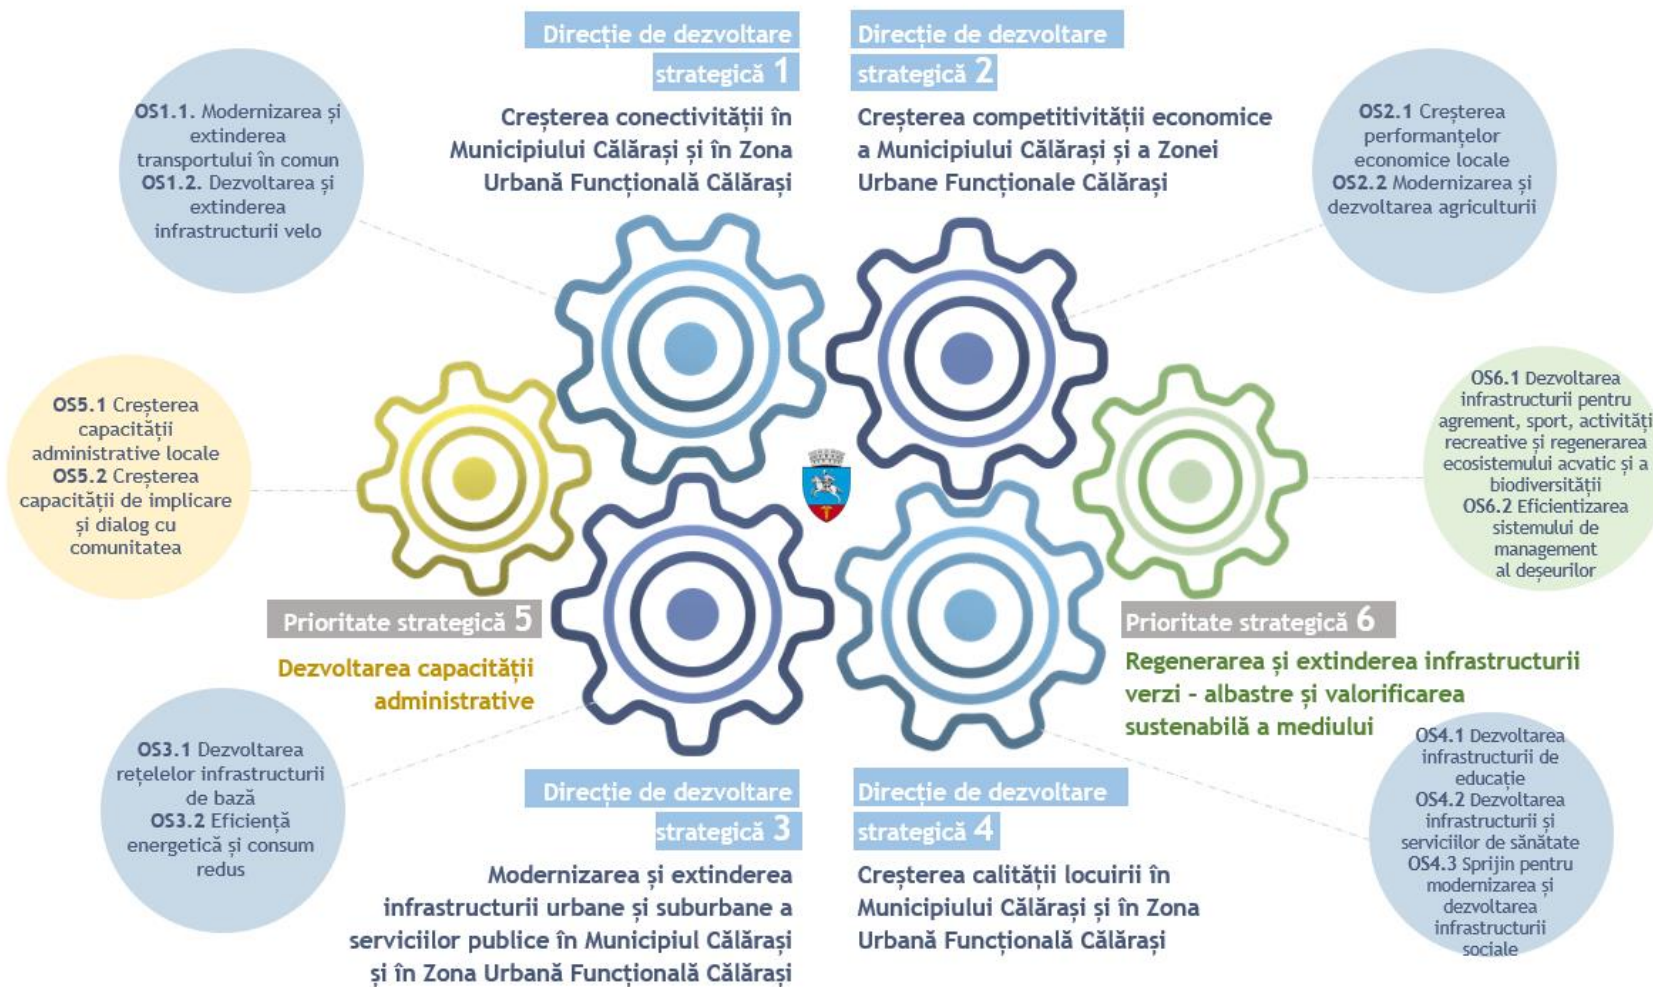 Direcție de dezvoltare
strategică 1
Creșterea conectivității în
Municipiului Călărași și în Zona
Urbană Funcțională Călărași
Direcție de dezvoltare
strategică 2
Creșterea competitivității economice
a Municipiului Călărași și a Zonei
Urbane Funcționale Călărași
OS1.1. Modernizarea și
extinderea
transportului în comun
OS1.2. Dezvoltarea și
extinderea
infrastructurii velo
OS2.1 Creșterea
performanțelor
economice locale
OS2.2 Modernizarea și
dezvoltarea agriculturii
OS5.1 Creșterea
capacității
administrative locale
OS5.2 Creșterea
capacității de implicare
și dialog cu
comunitatea
OS6.1 Dezvoltarea
infrastructurii pentru
agrement, sport, activități
recreative și regenerarea
ecosistemului acvatic și a
biodiversității
OS6.2 Eficientizarea
sistemului de
management
al deșeurilor
Prioritate strategică 5
Dezvoltarea capacității
administrative
Prioritate strategică 6
Regenerarea și extinderea infrastructurii
verzi - albastre și valorificarea
sustenabilă a mediului
OS3.1 Dezvoltarea
rețelelor infrastructurii
de bază
OS3.2 Eficiență
energetică și consum
redus
OS4.1 Dezvoltarea
infrastructurii de
educație
OS4.2 Dezvoltarea
infrastructurii și
serviciilor de sănătate
OS4.3 Sprijin pentru
modernizarea și
dezvoltarea
infrastructurii
sociale
Direcție de dezvoltare
strategică 3
Modernizarea și extinderea
infrastructurii urbane și suburbane a
serviciilor publice în Municipiul Călărași
și în Zona Urbană Funcțională Călărași
Direcție de dezvoltare
strategică 4
Creșterea calității locuirii în
Municipiului Călărași și în Zona
Urbană Funcțională Călărași